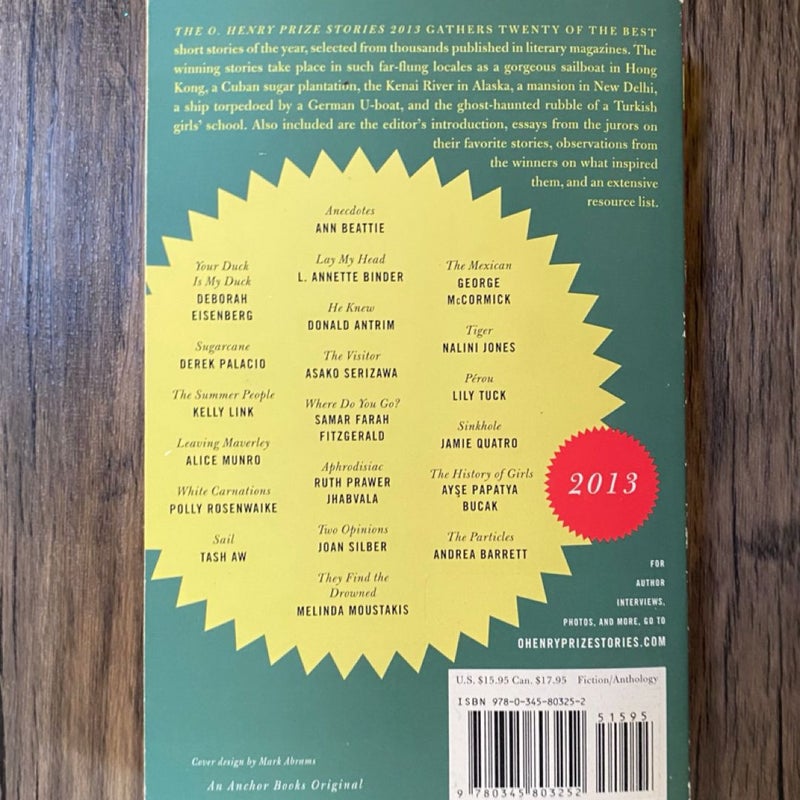 THE O. HENRY PRIZE STORIES 2013 GATHERS TWENTY OF THE BEST
short stories of the year, selected from thousands published in literary magazines. The
winning stories take place in such far-flung locales as a gorgeous sailboat in Hong
Kong, a Cuban sugar plantation, the Kenai River in Alaska, a mansion in New Delhi,
a ship torpedoed by a German U-boat, and the ghost-haunted rubble of a Turkish
girls' school. Also included are the editor's introduction, essays from the jurors on
their favorite stories, observations from
the winners on what inspired
them, and an extensive
resource list.
Your Duck
Is My Duck
DEBORAH
EISENBERG
Sugarcane
DEREK PALACIO
The Summer People
KELLY LINK
Leaving Maverley
ALICE MUNRO
White Carnations
POLLY ROSENWAIKE
Sail
TASH AW
Anecdotes
ANN BEATTIE
Lay My Head
L. ANNETTE BINDER
He Knew
DONALD ANTRIM
The Visitor
ASAKO SERIZAWA
Where Do You Go?
SAMAR FARAH
FITZGERALD
Aphrodisiac
RUTH PRAWER
JHABVALA
Two Opinions
JOAN SILBER
They Find the
Drowned
MELINDA MOUSTAKIS
The Mexican
GEORGE
McCORMICK
Tiger
NALINI JONES
Pérou
LILY TUCK
Sinkhole
JAMIE QUATRO
The History of Girls
AYŞE PAPATYA
BUCAK
The Particles
ANDREA BARRETT
2013
FOR
AUTHOR
INTERVIEWS,
PHOTOS, AND MORE, GO TO
OHENRYPRIZESTORIES.COM
U.S. $15.95 Can. $17.95 Fiction/Anthology
ISBN 978-0-345-80325-2
51595
9 780345 803252
Cover design by Mark Abrams
An Anchor Books Original